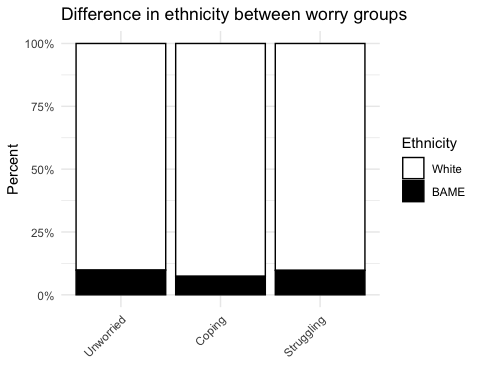 Difference in ethnicity between worry groups
Percent
100%
75%
50%
25%
0%
Unworried
Coping
Struggling
Ethnicity
White
BAME